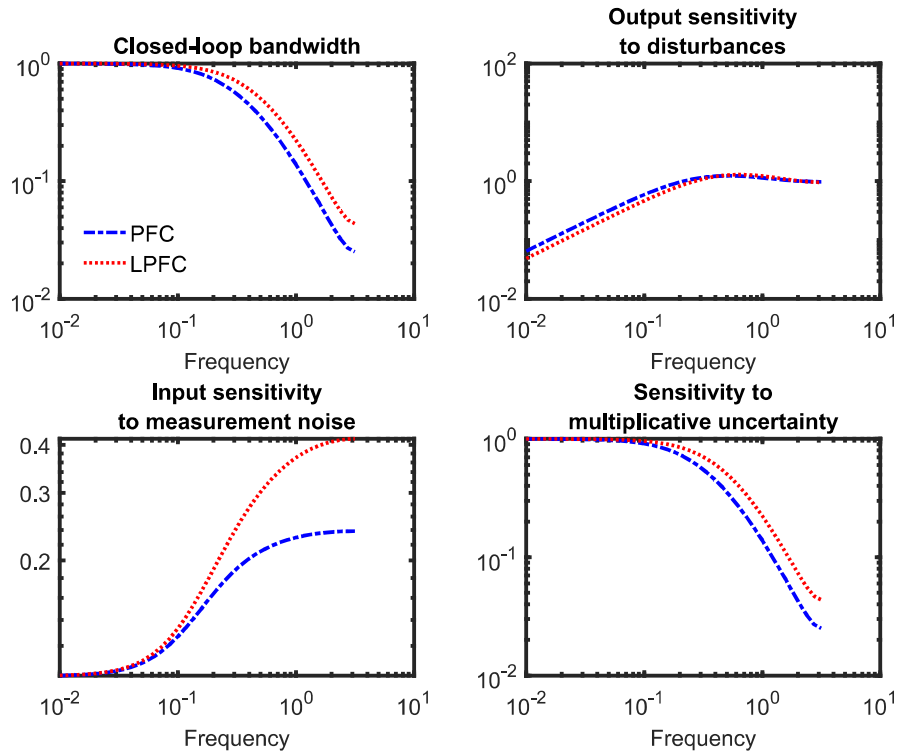 Closed-loop bandwidth
10^0
10^-1
10^-2
PFC
LPFC
10^-2 10^-1 10^0 10^1
Frequency
Output sensitivity
to disturbances
10^2
10^0
10^-2
10^-2 10^-1 10^0 10^1
Frequency
Input sensitivity
to measurement noise
0.4
0.3
0.2
10^-2 10^-1 10^0 10^1
Frequency
Sensitivity to
multiplicative uncertainty
10^0
10^-1
10^-2
10^-2 10^-1 10^0 10^1
Frequency